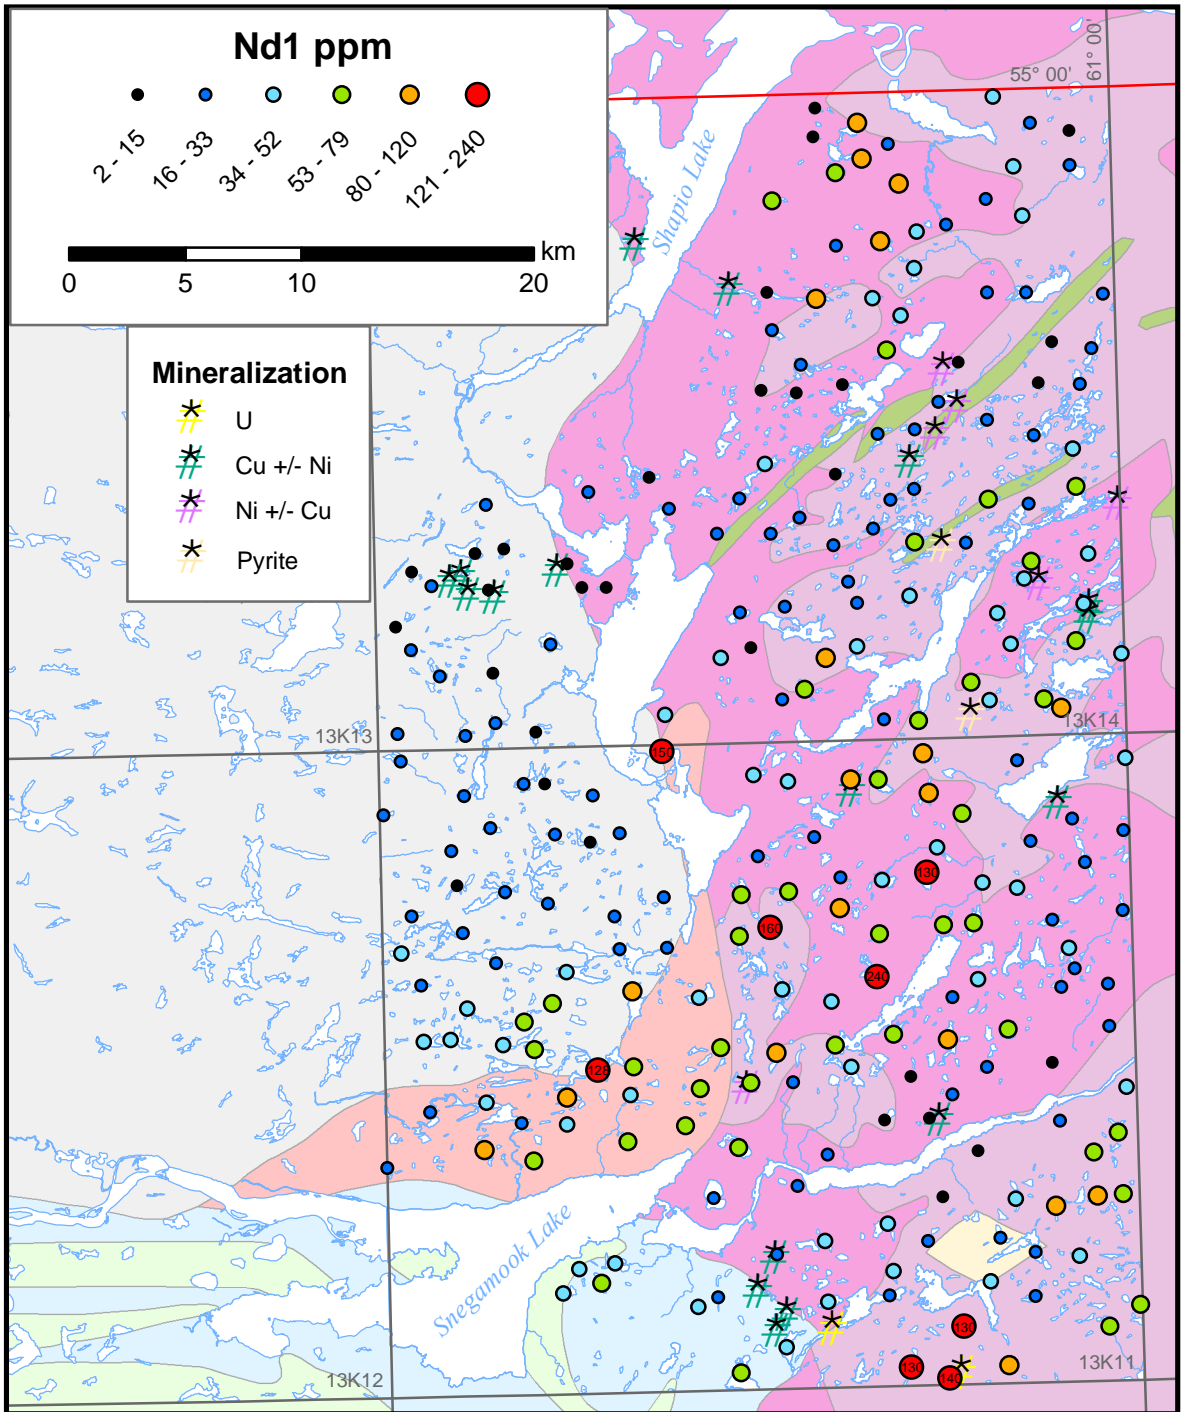 Nd1 ppm
2 - 15
16 - 33
34 - 52
53 - 79
80 - 120
121 - 240
km
0 5 10 20
Mineralization
U
Cu +/- Ni
Ni +/- Cu
Pyrite
55° 00'
61° 00'
Shapio Lake
13K13
13K14
150
130
160
240
128
Snegamook Lake
130
130
140
13K12
13K11